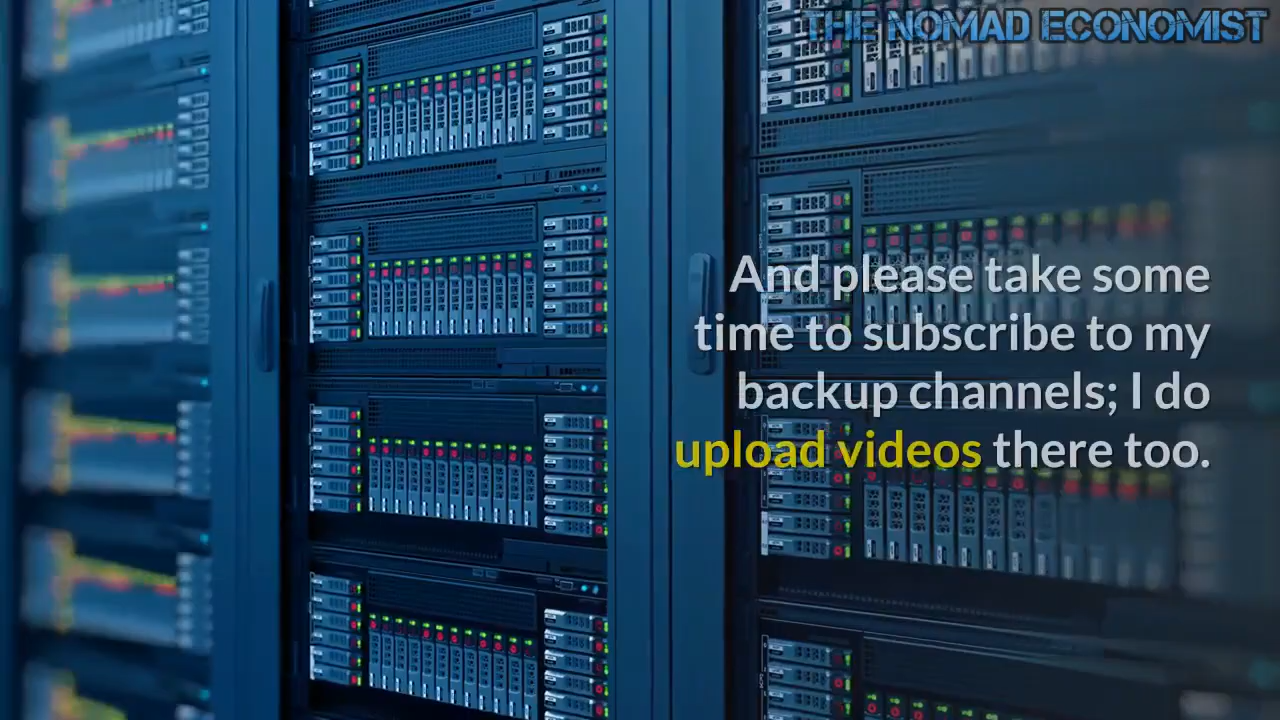 THE NOMAD ECONOMIST
And please take some
time to subscribe to my
backup channels; I do
upload videos there too.